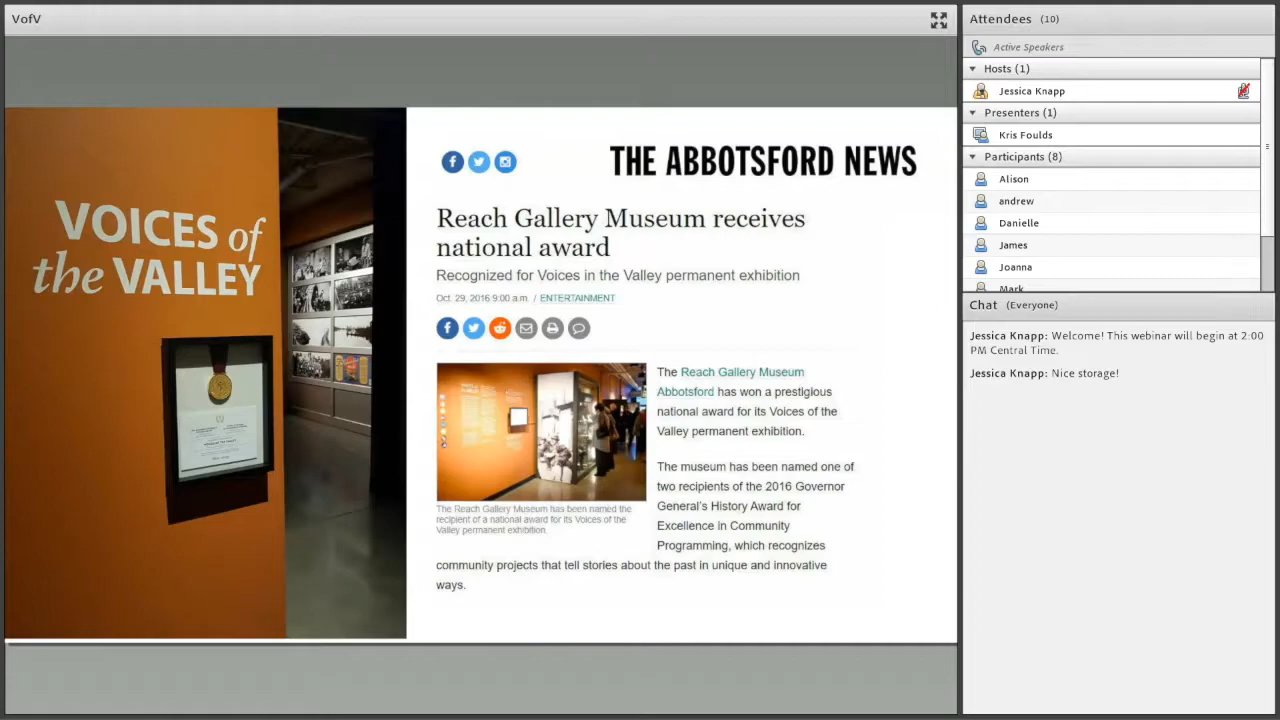 VofV
VOICES of
the VALLEY
THE ABBOTSFORD NEWS
Reach Gallery Museum receives
national award
Recognized for Voices in the Valley permanent exhibition
Oct. 29, 2016 9:00 a.m. / ENTERTAINMENT
The Reach Gallery Museum has been named the
recipient of a national award for its Voices of the
Valley permanent exhibition.
The Reach Gallery Museum
Abbotsford has won a prestigious
national award for its Voices of the
Valley permanent exhibition.
The museum has been named one of
two recipients of the 2016 Governor
General's History Award for
Excellence in Community
Programming, which recognizes
community projects that tell stories about the past in unique and innovative
ways.
Attendees (10)
Active Speakers
Hosts (1)
Jessica Knapp
Presenters (1)
Kris Foulds
Participants (8)
Alison
andrew
Danielle
James
Joanna
Mark
Chat (Everyone)
Jessica Knapp: Welcome! This webinar will begin at 2:00
PM Central Time.
Jessica Knapp: Nice storage!